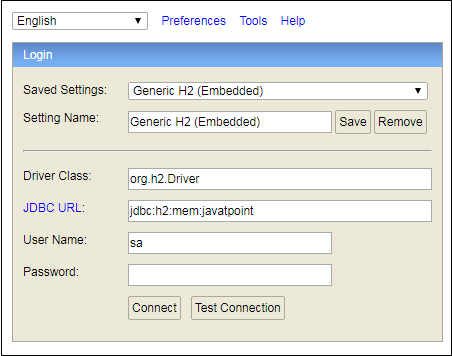 English Preferences Tools Help
Login
Saved Settings: Generic H2 (Embedded)
Setting Name: Generic H2 (Embedded) Save Remove
Driver Class: org.h2.Driver
JDBC URL: jdbc:h2:mem:javatpoint
User Name: sa
Password:
Connect Test Connection